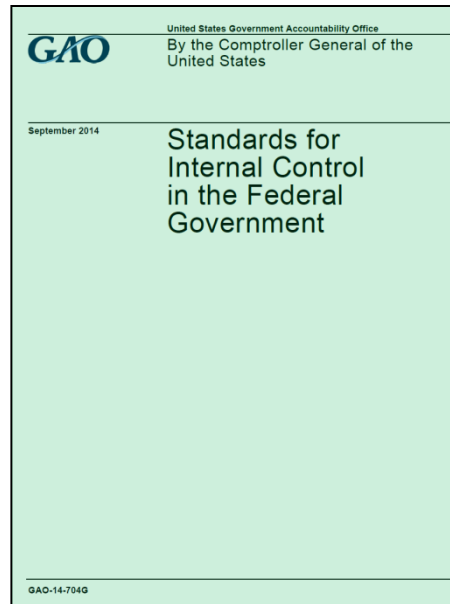 United States Government Accountability Office
GAO
By the Comptroller General of the
United States
September 2014
Standards for
Internal Control
in the Federal
Government
GAO-14-704G